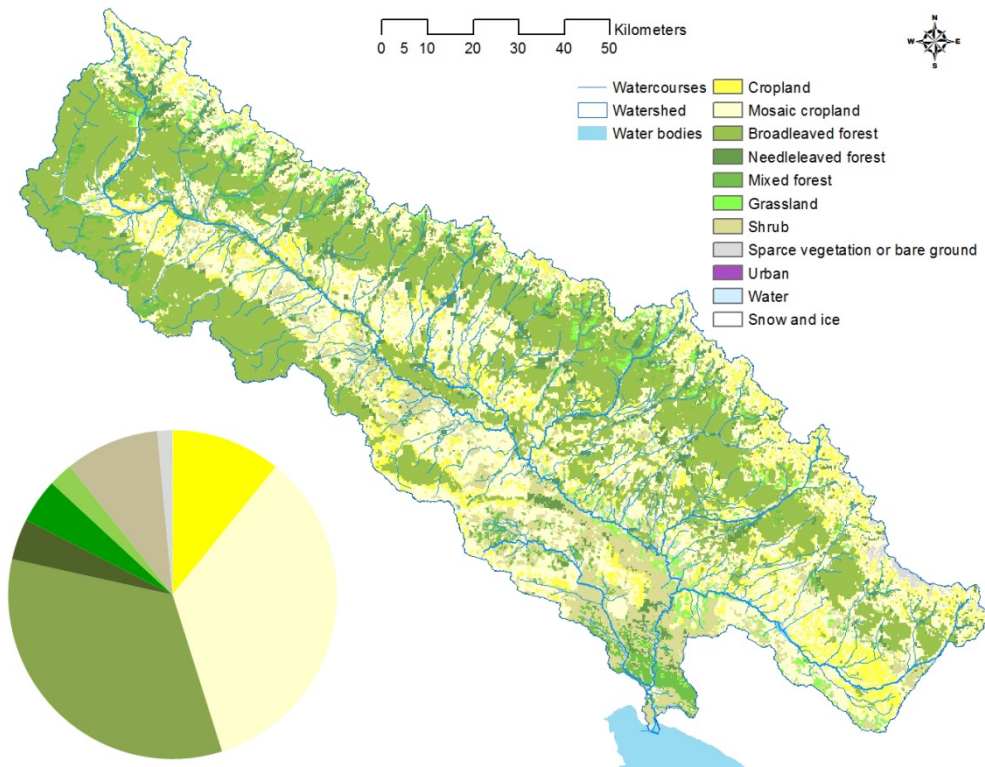 Kilometers
0 5 10 20 30 40 50
N
W E
S
Watercourses
Watershed
Water bodies
Cropland
Mosaic cropland
Broadleaved forest
Needleleaved forest
Mixed forest
Grassland
Shrub
Sparce vegetation or bare ground
Urban
Water
Snow and ice